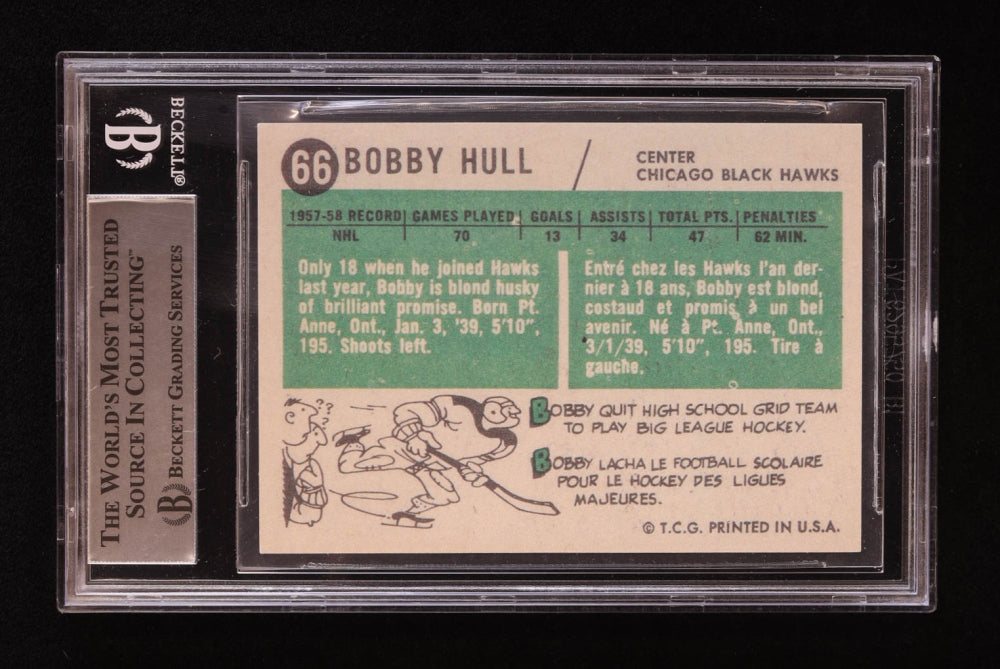 BECKETT®
B
THE WORLD'S MOST TRUSTED
SOURCE IN COLLECTING™
B BECKETT GRADING SERVICES
66 BOBBY HULL / CENTER
CHICAGO BLACK HAWKS
1957-58 RECORD GAMES PLAYED GOALS ASSISTS TOTAL PTS. PENALTIES
NHL 70 13 34 47 62 MIN.
Only 18 when he joined Hawks
last year, Bobby is blond husky
of brilliant promise. Born Pt.
Anne, Ont., Jan. 3, '39, 5'10",
195. Shoots left.
Entré chez les Hawks l'an der-
nier à 18 ans, Bobby est blond,
costaud et promis à un bel
avenir. Né à Pt. Anne, Ont.,
3/1/39, 5'10", 195. Tire à
gauche.
???
BOBBY QUIT HIGH SCHOOL GRID TEAM
TO PLAY BIG LEAGUE HOCKEY.
BOBBY LACHA LE FOOTBALL SCOLAIRE
POUR LE HOCKEY DES LIGUES
MAJEURES.
© T.C.G. PRINTED IN U.S.A.